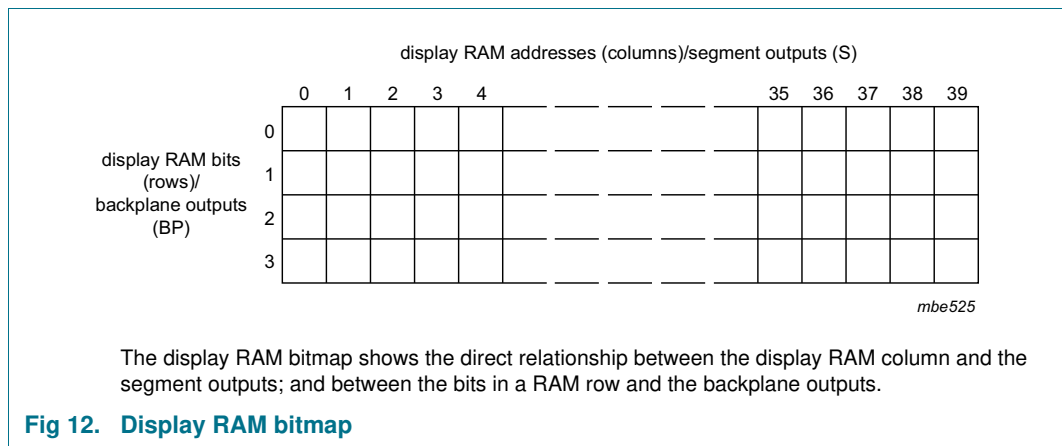 display RAM addresses (columns)/segment outputs (S)
0 1 2 3 4 35 36 37 38 39
0
display RAM bits
(rows)/
backplane outputs
(BP)
1
2
3
mbe525
The display RAM bitmap shows the direct relationship between the display RAM column and the
segment outputs; and between the bits in a RAM row and the backplane outputs.
Fig 12. Display RAM bitmap